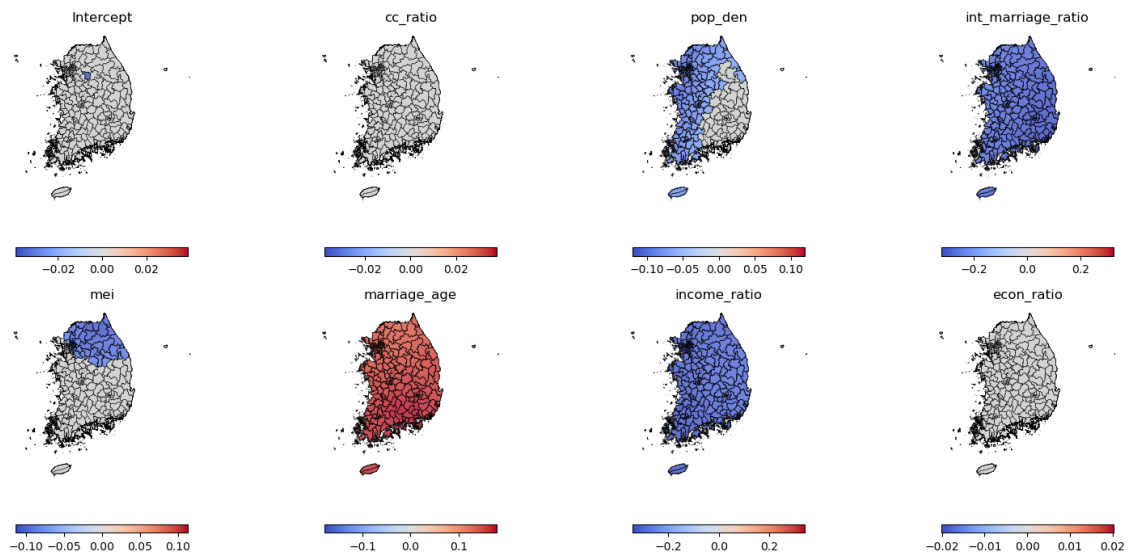 Intercept
cc_ratio
pop_den
int_marriage_ratio
−0.02 0.00 0.02
−0.02 0.00 0.02
−0.10 −0.05 0.00 0.05 0.10
−0.2 0.0 0.2
mei
marriage_age
income_ratio
econ_ratio
−0.10 −0.05 0.00 0.05 0.10
−0.1 0.0 0.1
−0.2 0.0 0.2
−0.02 −0.01 0.00 0.01 0.02